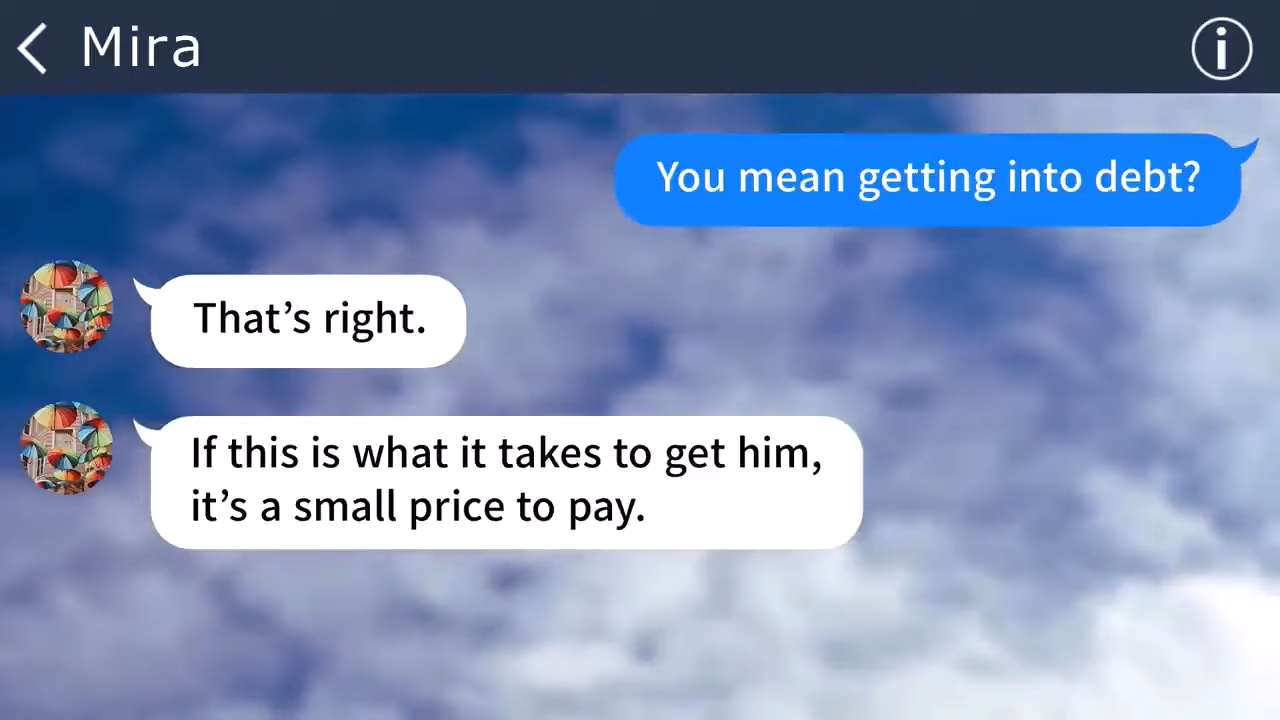 Mira
You mean getting into debt?
That’s right.
If this is what it takes to get him,
it’s a small price to pay.